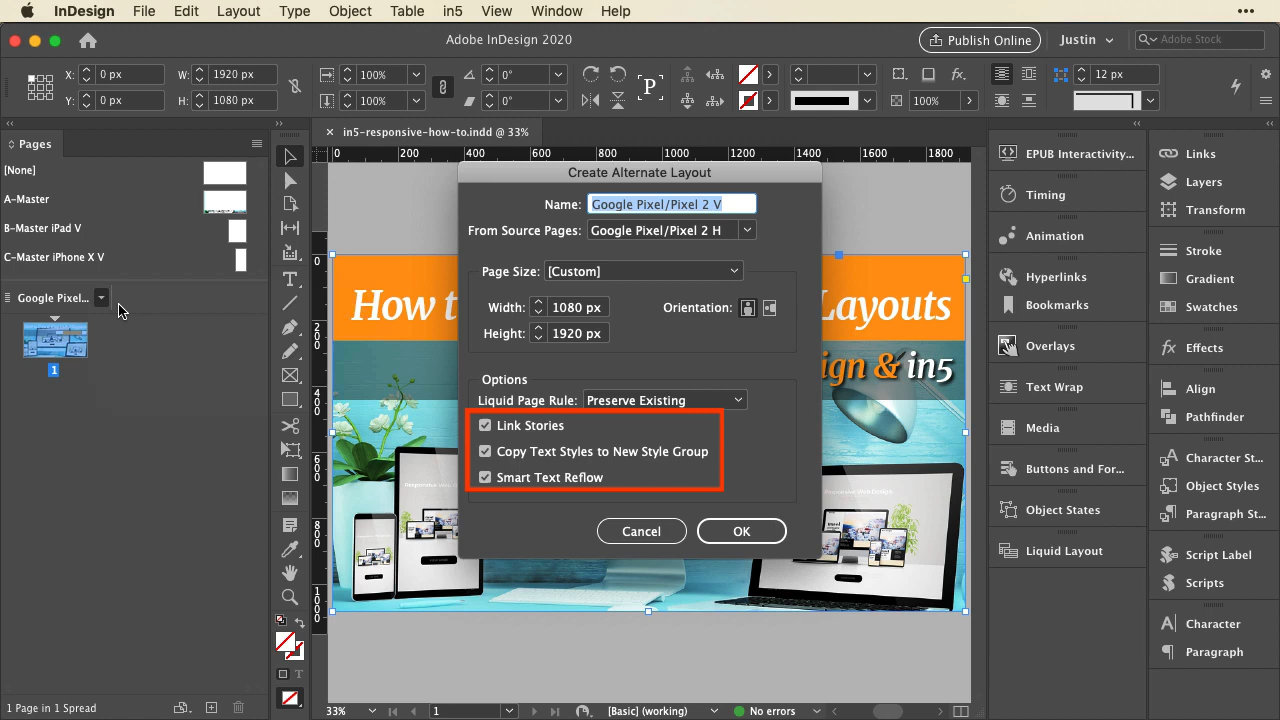 InDesign File Edit Layout Type Object Table in5 View Window Help
Adobe InDesign 2020
Publish Online
Justin
Adobe Stock
X: 0 px W: 1920 px 100% 0° 12 px
Y: 0 px H: 1080 px 100% 0° 100%
P
fx.
Pages
[None]
A-Master
B-Master iPad V
C-Master iPhone X V
Google Pixel...
1
1 Page in 1 Spread
× in5-responsive-how-to.indd @ 33%
0 200 400 600 800 1000 1200 1400 1600 1800
0
200
400
600
800
1000
How t
Layouts
ign & in5
Create Alternate Layout
Name: Google Pixel/Pixel 2 V
From Source Pages: Google Pixel/Pixel 2 H
Page Size: [Custom]
Width: 1080 px Orientation:
Height: 1920 px
Options
Liquid Page Rule: Preserve Existing
Link Stories
Copy Text Styles to New Style Group
Smart Text Reflow
Cancel OK
33% 1 [Basic] (working) No errors
EPUB Interactivity...
Timing
Animation
Hyperlinks
Bookmarks
Overlays
Text Wrap
Media
Buttons and For...
Object States
Liquid Layout
Links
Layers
Transform
Stroke
Gradient
Swatches
Effects
Align
Pathfinder
Character St...
Object Styles
Paragraph St...
Script Label
Scripts
Character
Paragraph